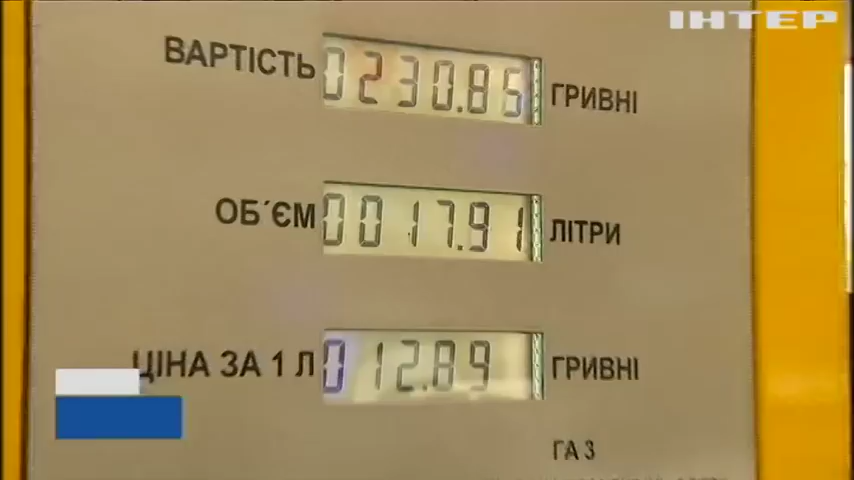 ІНТЕР
ВАРТІСТЬ 0230.85 ГРИВНІ
ОБ´ЄМ 0017.91 ЛІТРИ
ЦІНА ЗА 1 Л 012.89 ГРИВНІ
ГАЗ